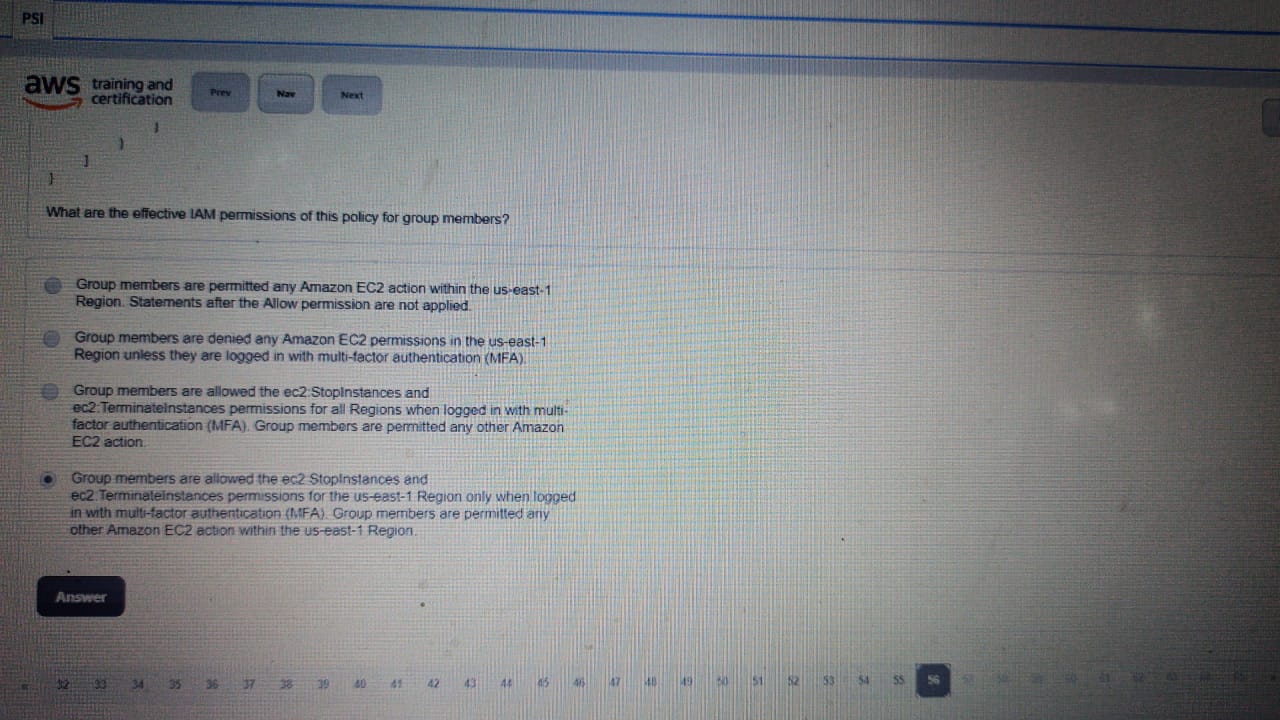 PSI
aws training and certification
Prev
Nav
Next
}
}
]
}
What are the effective IAM permissions of this policy for group members?
Group members are permitted any Amazon EC2 action within the us-east-1
Region. Statements after the Allow permission are not applied.
Group members are denied any Amazon EC2 permissions in the us-east-1
Region unless they are logged in with multi-factor authentication (MFA).
Group members are allowed the ec2:StopInstances and
ec2:TerminateInstances permissions for all Regions when logged in with multi-
factor authentication (MFA). Group members are permitted any other Amazon
EC2 action.
Group members are allowed the ec2:StopInstances and
ec2:TerminateInstances permissions for the us-east-1 Region only when logged
in with multi-factor authentication (MFA). Group members are permitted any
other Amazon EC2 action within the us-east-1 Region.
Answer
« 32 33 34 35 36 37 38 39 40 41 42 43 44 45 46 47 48 49 50 51 52 53 54 55 56